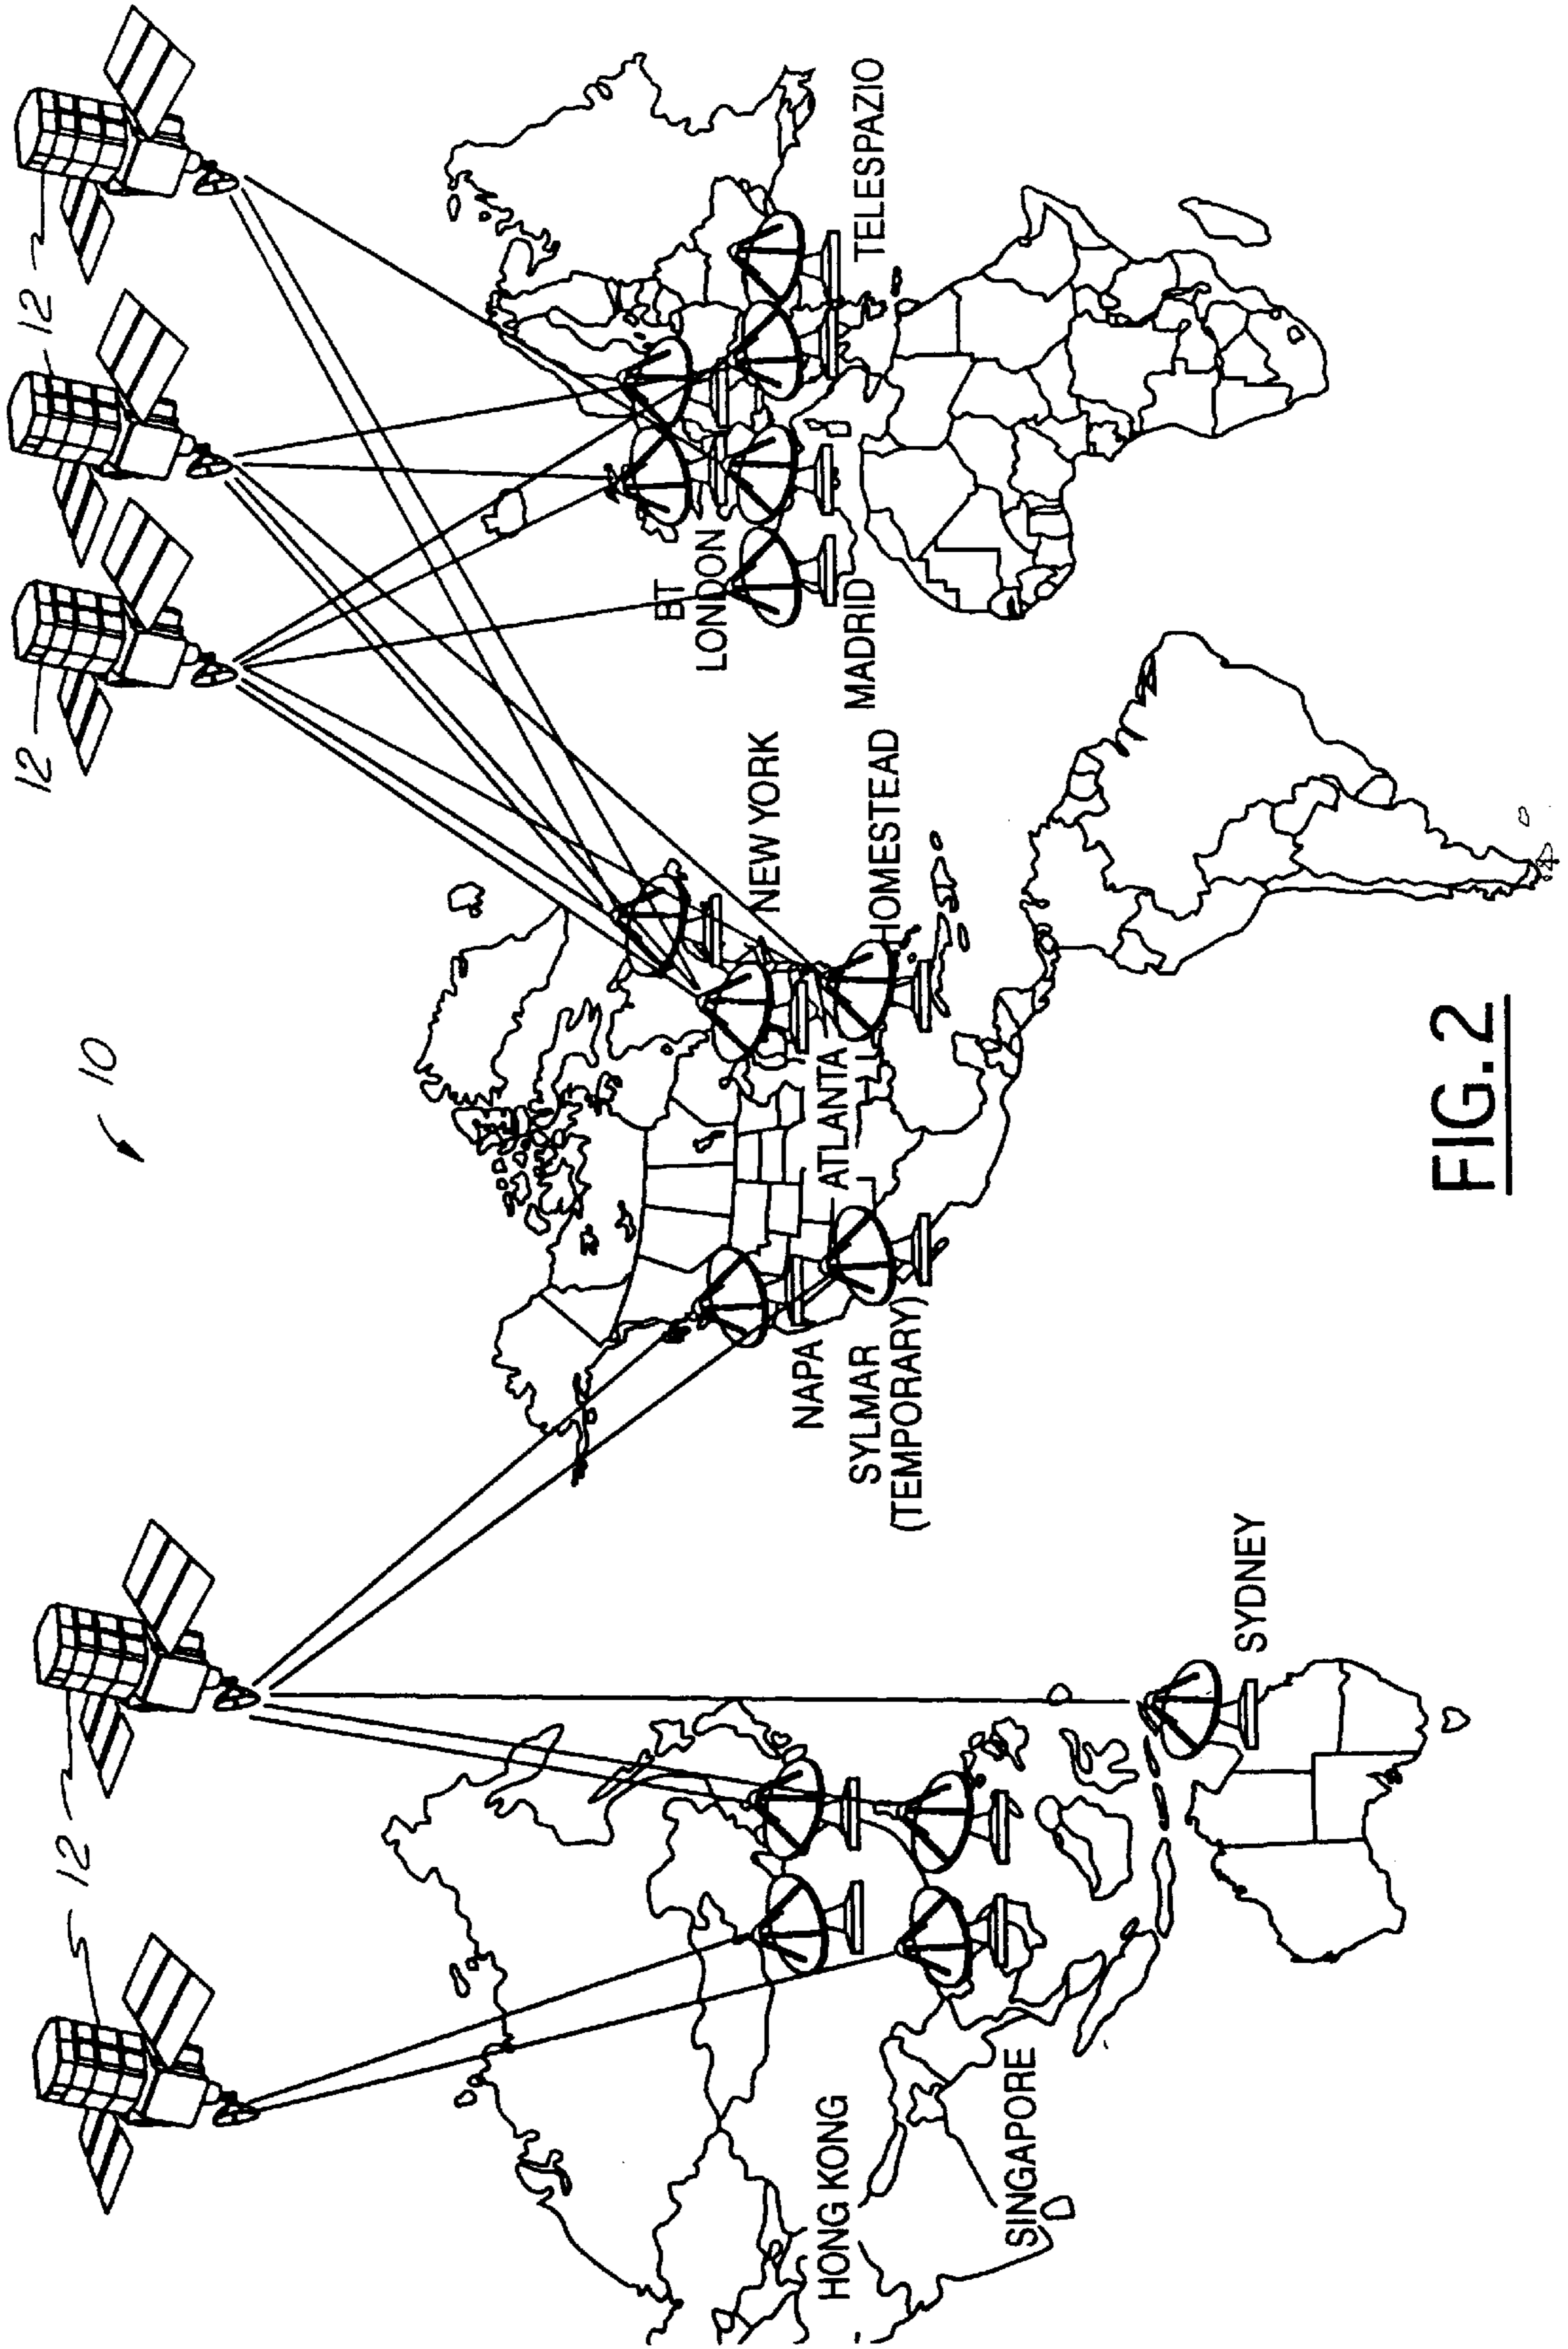 10
12
12
12
12
12
HONG KONG
SINGAPORE
SYDNEY
NAPA
SYLMAR
(TEMPORARY)
ATLANTA
NEW YORK
HOMESTEAD
BT
LONDON
MADRID
TELESPAZIO
FIG. 2